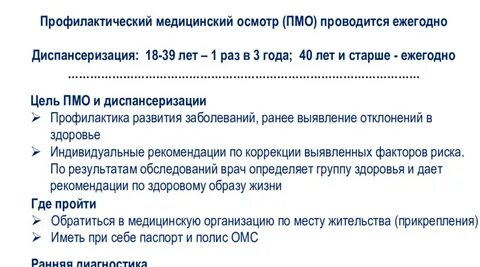 Профилактический медицинский осмотр (ПМО) проводится ежегодно
Диспансеризация: 18-39 лет – 1 раз в 3 года; 40 лет и старше - ежегодно
……………………………………………………………………………
Цель ПМО и диспансеризации
➢ Профилактика развития заболеваний, ранее выявление отклонений в
здоровье
➢ Индивидуальные рекомендации по коррекции выявленных факторов риска.
По результатам обследований врач определяет группу здоровья и дает
рекомендации по здоровому образу жизни
Где пройти
➢ Обратиться в медицинскую организацию по месту жительства (прикрепления)
➢ Иметь при себе паспорт и полис ОМС
Ранняя диагностика